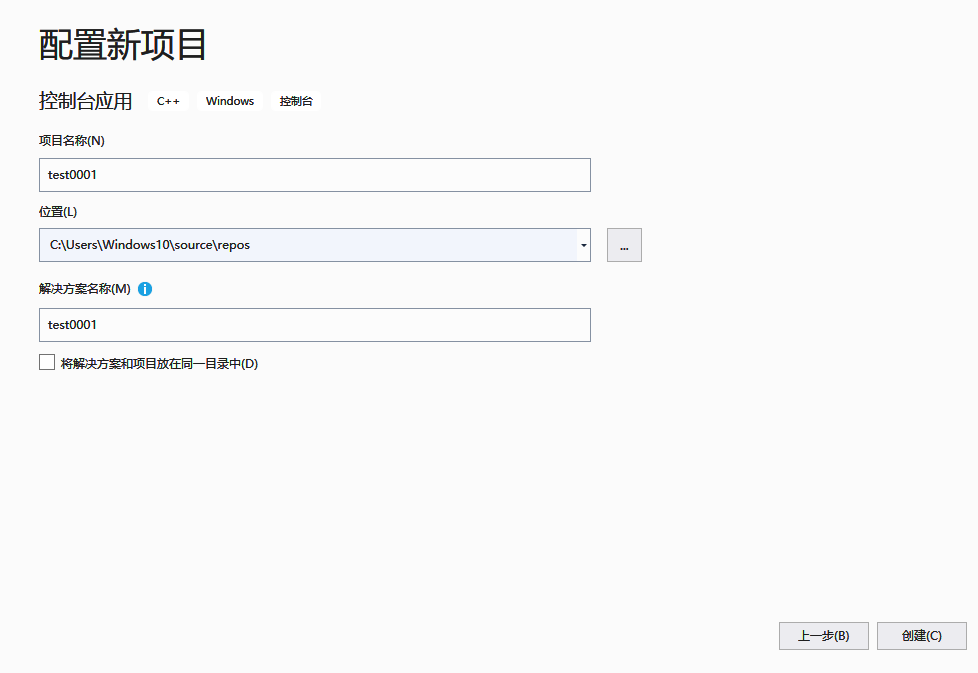 配置新项目
控制台应用 C++ Windows 控制台
项目名称(N)
test0001
位置(L)
C:\Users\Windows10\source\repos
...
解决方案名称(M)
test0001
将解决方案和项目放在同一目录中(D)
上一步(B) 创建(C)